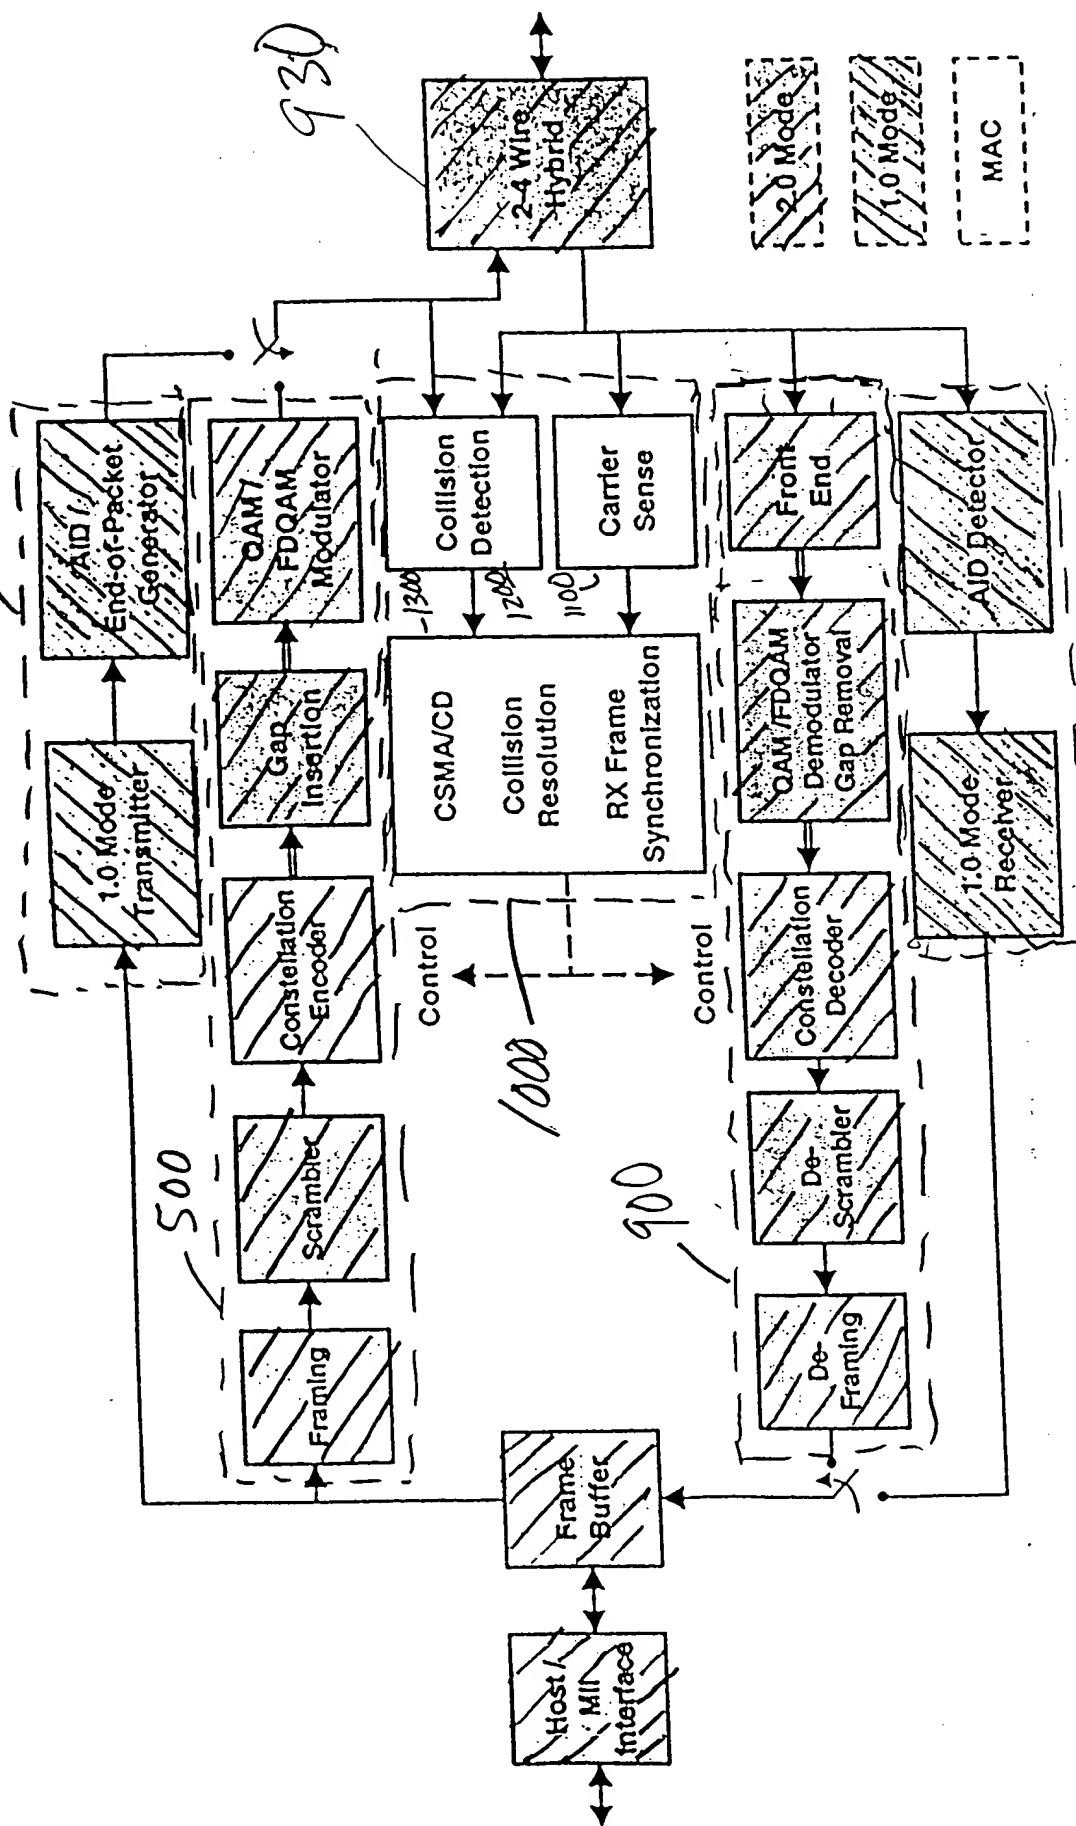 Host /
MII
Interface
Frame
Buffer
1.0 Mode
Transmitter
AID /
End-of-Packet
Generator
500
Framing
Scrambler
Constellation
Encoder
Gap
Insertion
QAM /
FDQAM
Modulator
Control
1000
Control
CSMA/CD
Collision
Resolution
RX Frame
Synchronization
1300
1200
1100
Collision
Detection
Carrier
Sense
900
De-
Framing
De-
Scrambler
Constellation
Decoder
QAM /FDQAM
Demodulator
Gap Removal
Front
End
1.0 Mode
Receiver
AID Detector
930
2-4 Wire
Hybrid
2.0 Mode
1.0 Mode
MAC